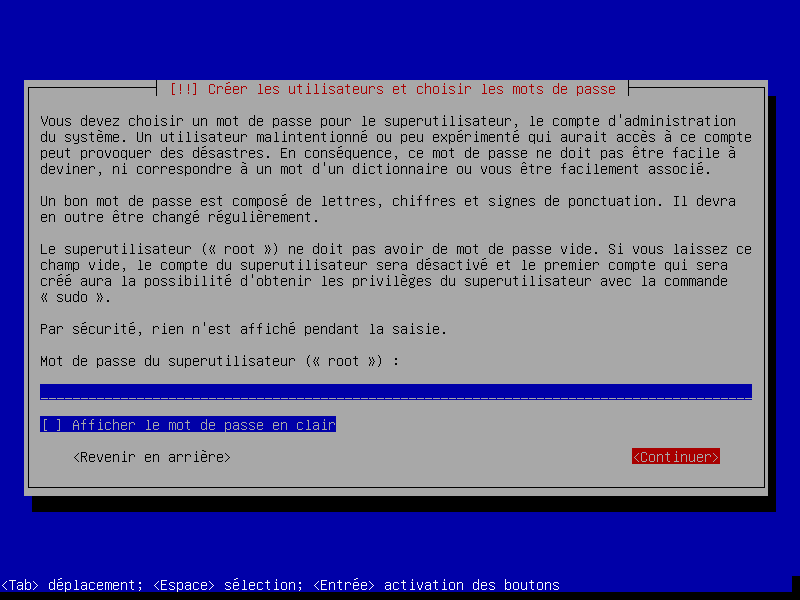 [!!] Créer les utilisateurs et choisir les mots de passe
Vous devez choisir un mot de passe pour le superutilisateur, le compte d'administration
du système. Un utilisateur malintentionné ou peu expérimenté qui aurait accès à ce compte
peut provoquer des désastres. En conséquence, ce mot de passe ne doit pas être facile à
deviner, ni correspondre à un mot d'un dictionnaire ou vous être facilement associé.
Un bon mot de passe est composé de lettres, chiffres et signes de ponctuation. Il devra
en outre être changé régulièrement.
Le superutilisateur (« root ») ne doit pas avoir de mot de passe vide. Si vous laissez ce
champ vide, le compte du superutilisateur sera désactivé et le premier compte qui sera
créé aura la possibilité d'obtenir les privilèges du superutilisateur avec la commande
« sudo ».
Par sécurité, rien n'est affiché pendant la saisie.
Mot de passe du superutilisateur (« root ») :
[ ] Afficher le mot de passe en clair
<Revenir en arrière> <Continuer>
<Tab> déplacement; <Espace> sélection; <Entrée> activation des boutons